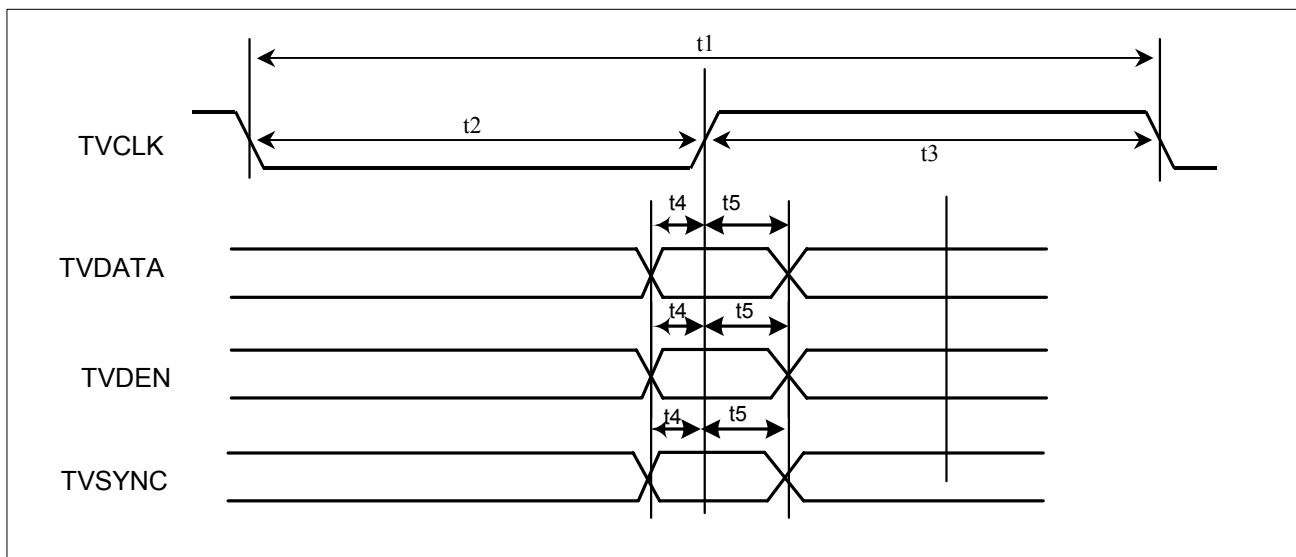 t1
TVCLK
t2
t3
t4 t5
TVDATA
t4 t5
TVDEN
t4 t5
TVSYNC